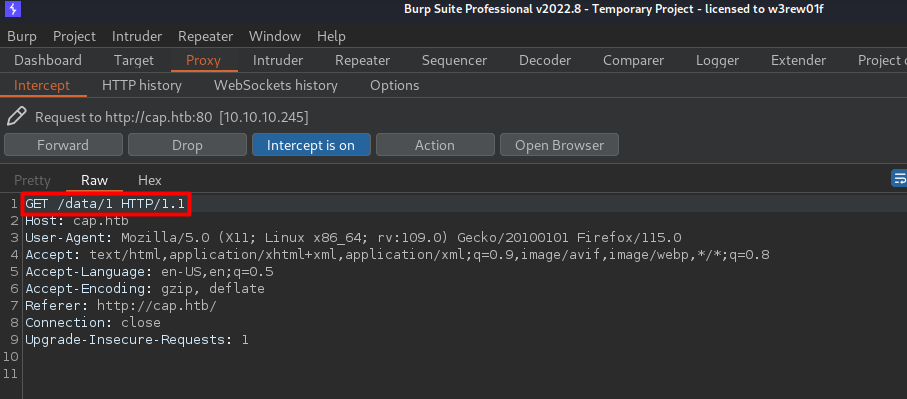 Burp Suite Professional v2022.8 - Temporary Project - licensed to w3rew01f
Burp Project Intruder Repeater Window Help
Dashboard Target Proxy Intruder Repeater Sequencer Decoder Comparer Logger Extender Project
Intercept HTTP history WebSockets history Options
Request to http://cap.htb:80 [10.10.10.245]
Forward Drop Intercept is on Action Open Browser
Pretty Raw Hex
1 GET /data/1 HTTP/1.1
2 Host: cap.htb
3 User-Agent: Mozilla/5.0 (X11; Linux x86_64; rv:109.0) Gecko/20100101 Firefox/115.0
4 Accept: text/html,application/xhtml+xml,application/xml;q=0.9,image/avif,image/webp,*/*;q=0.8
5 Accept-Language: en-US,en;q=0.5
6 Accept-Encoding: gzip, deflate
7 Referer: http://cap.htb/
8 Connection: close
9 Upgrade-Insecure-Requests: 1
10
11